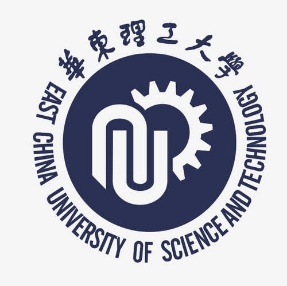 華東理工大學
EAST CHINA UNIVERSITY OF SCIENCE AND TECHNOLOGY